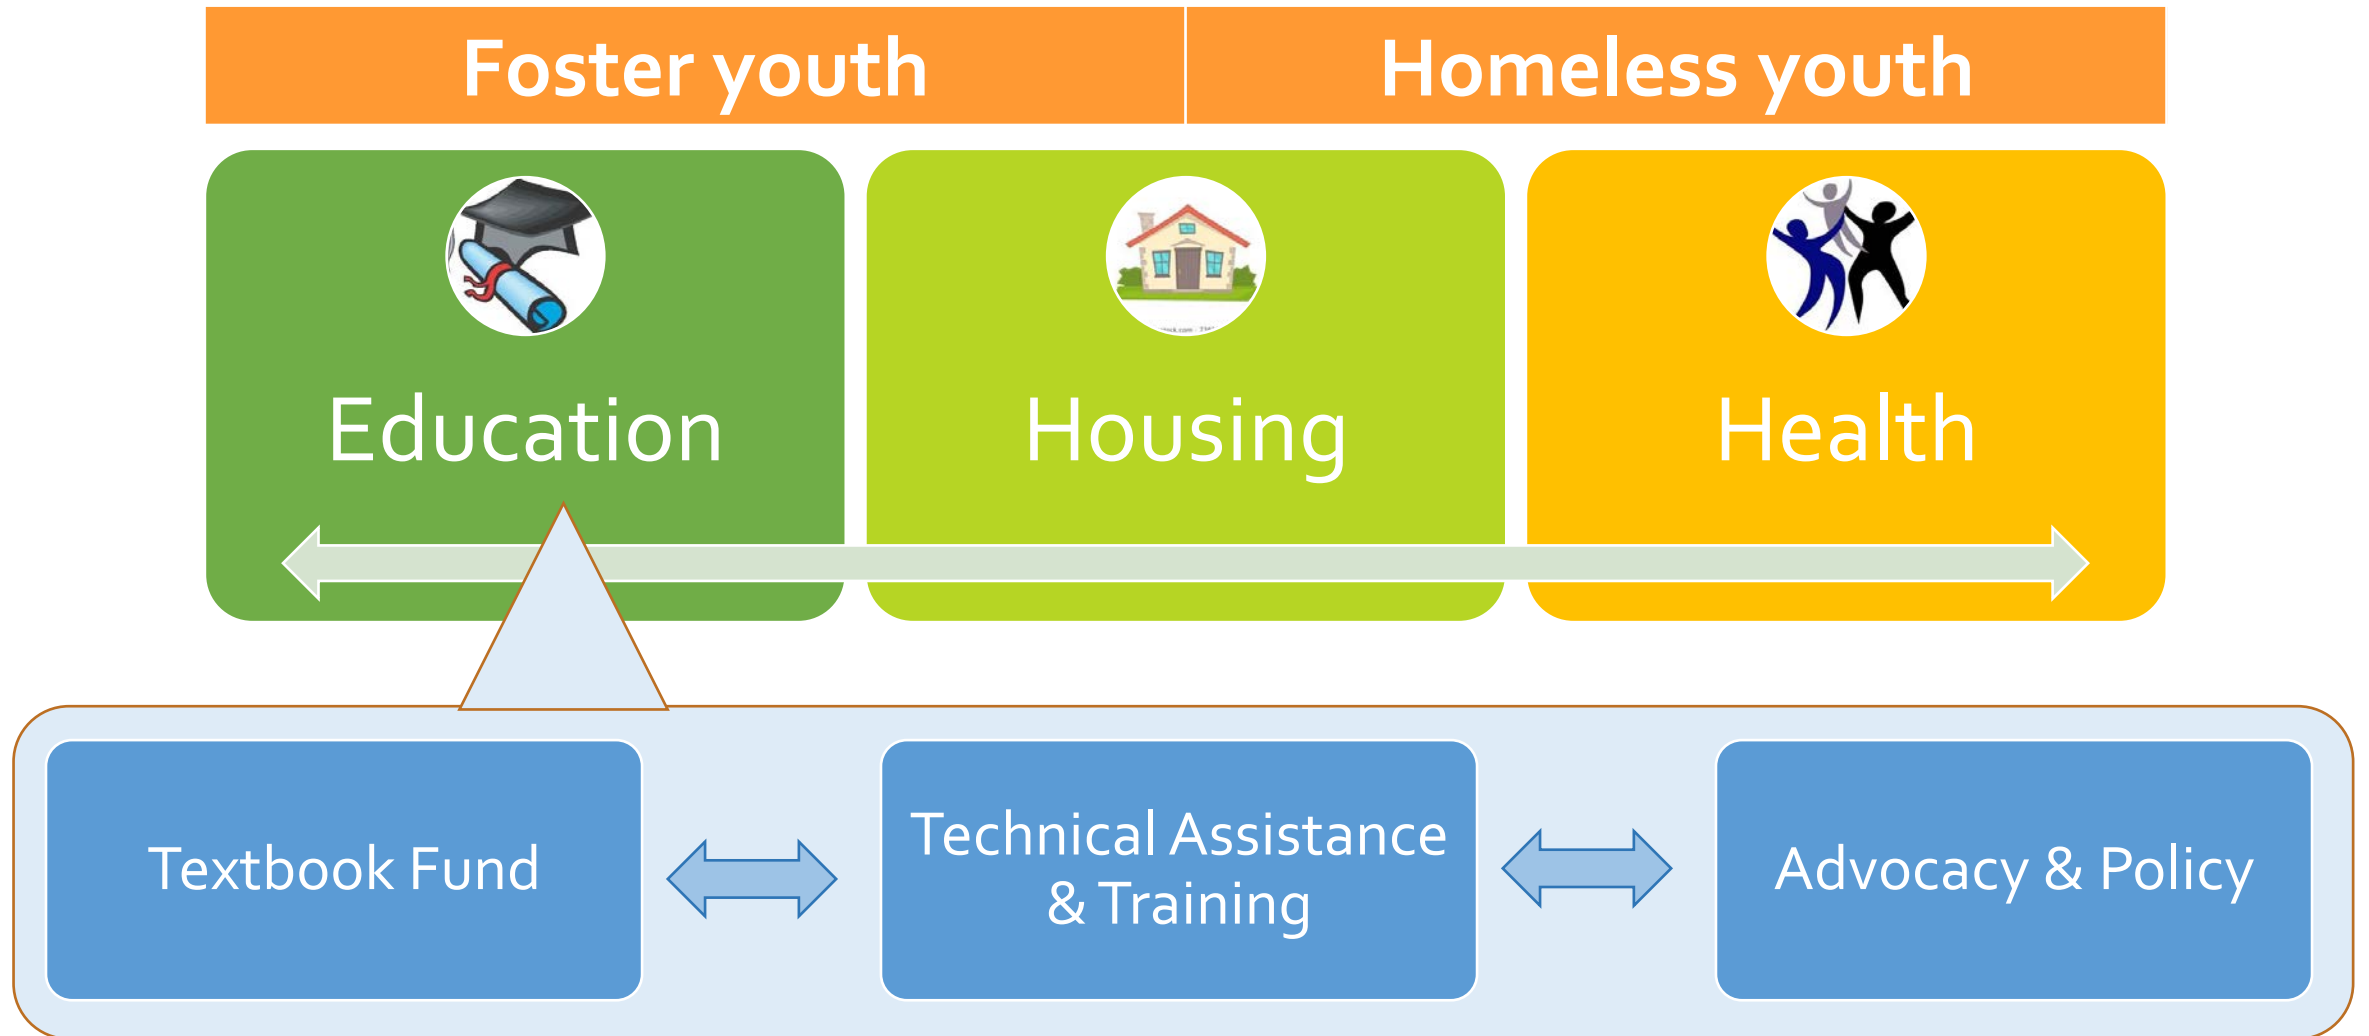 Foster youth
Homeless youth
Education
Housing
Health
Textbook Fund
Technical Assistance
& Training
Advocacy & Policy